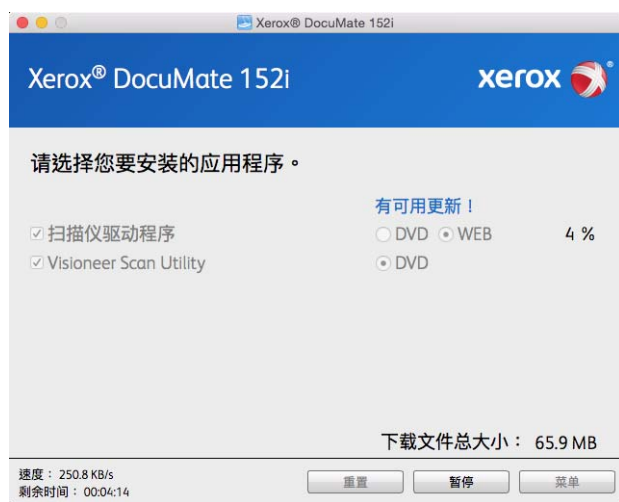 Xerox® DocuMate 152i
Xerox® DocuMate 152i
xerox
请选择您要安装的应用程序。
有可用更新！
扫描仪驱动程序 DVD WEB 4 %
Visioneer Scan Utility DVD
下载文件总大小： 65.9 MB
速度： 250.8 KB/s
剩余时间： 00:04:14
重置 暂停 菜单